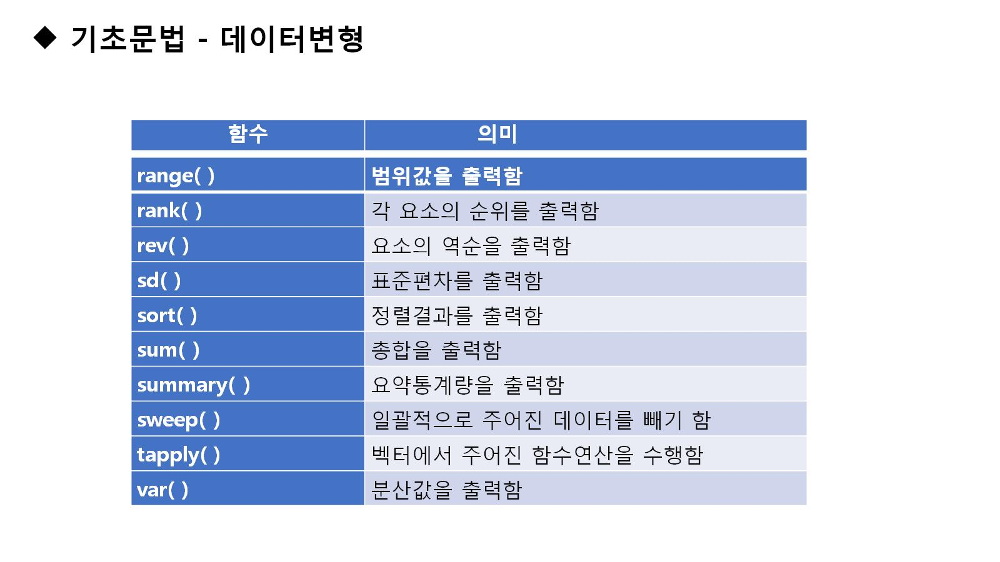 ◆ 기초문법 - 데이터변형
함수 의미
range( ) 범위값을 출력함
rank( ) 각 요소의 순위를 출력함
rev( ) 요소의 역순을 출력함
sd( ) 표준편차를 출력함
sort( ) 정렬결과를 출력함
sum( ) 총합을 출력함
summary( ) 요약통계량을 출력함
sweep( ) 일괄적으로 주어진 데이터를 빼기 함
tapply( ) 벡터에서 주어진 함수연산을 수행함
var( ) 분산값을 출력함